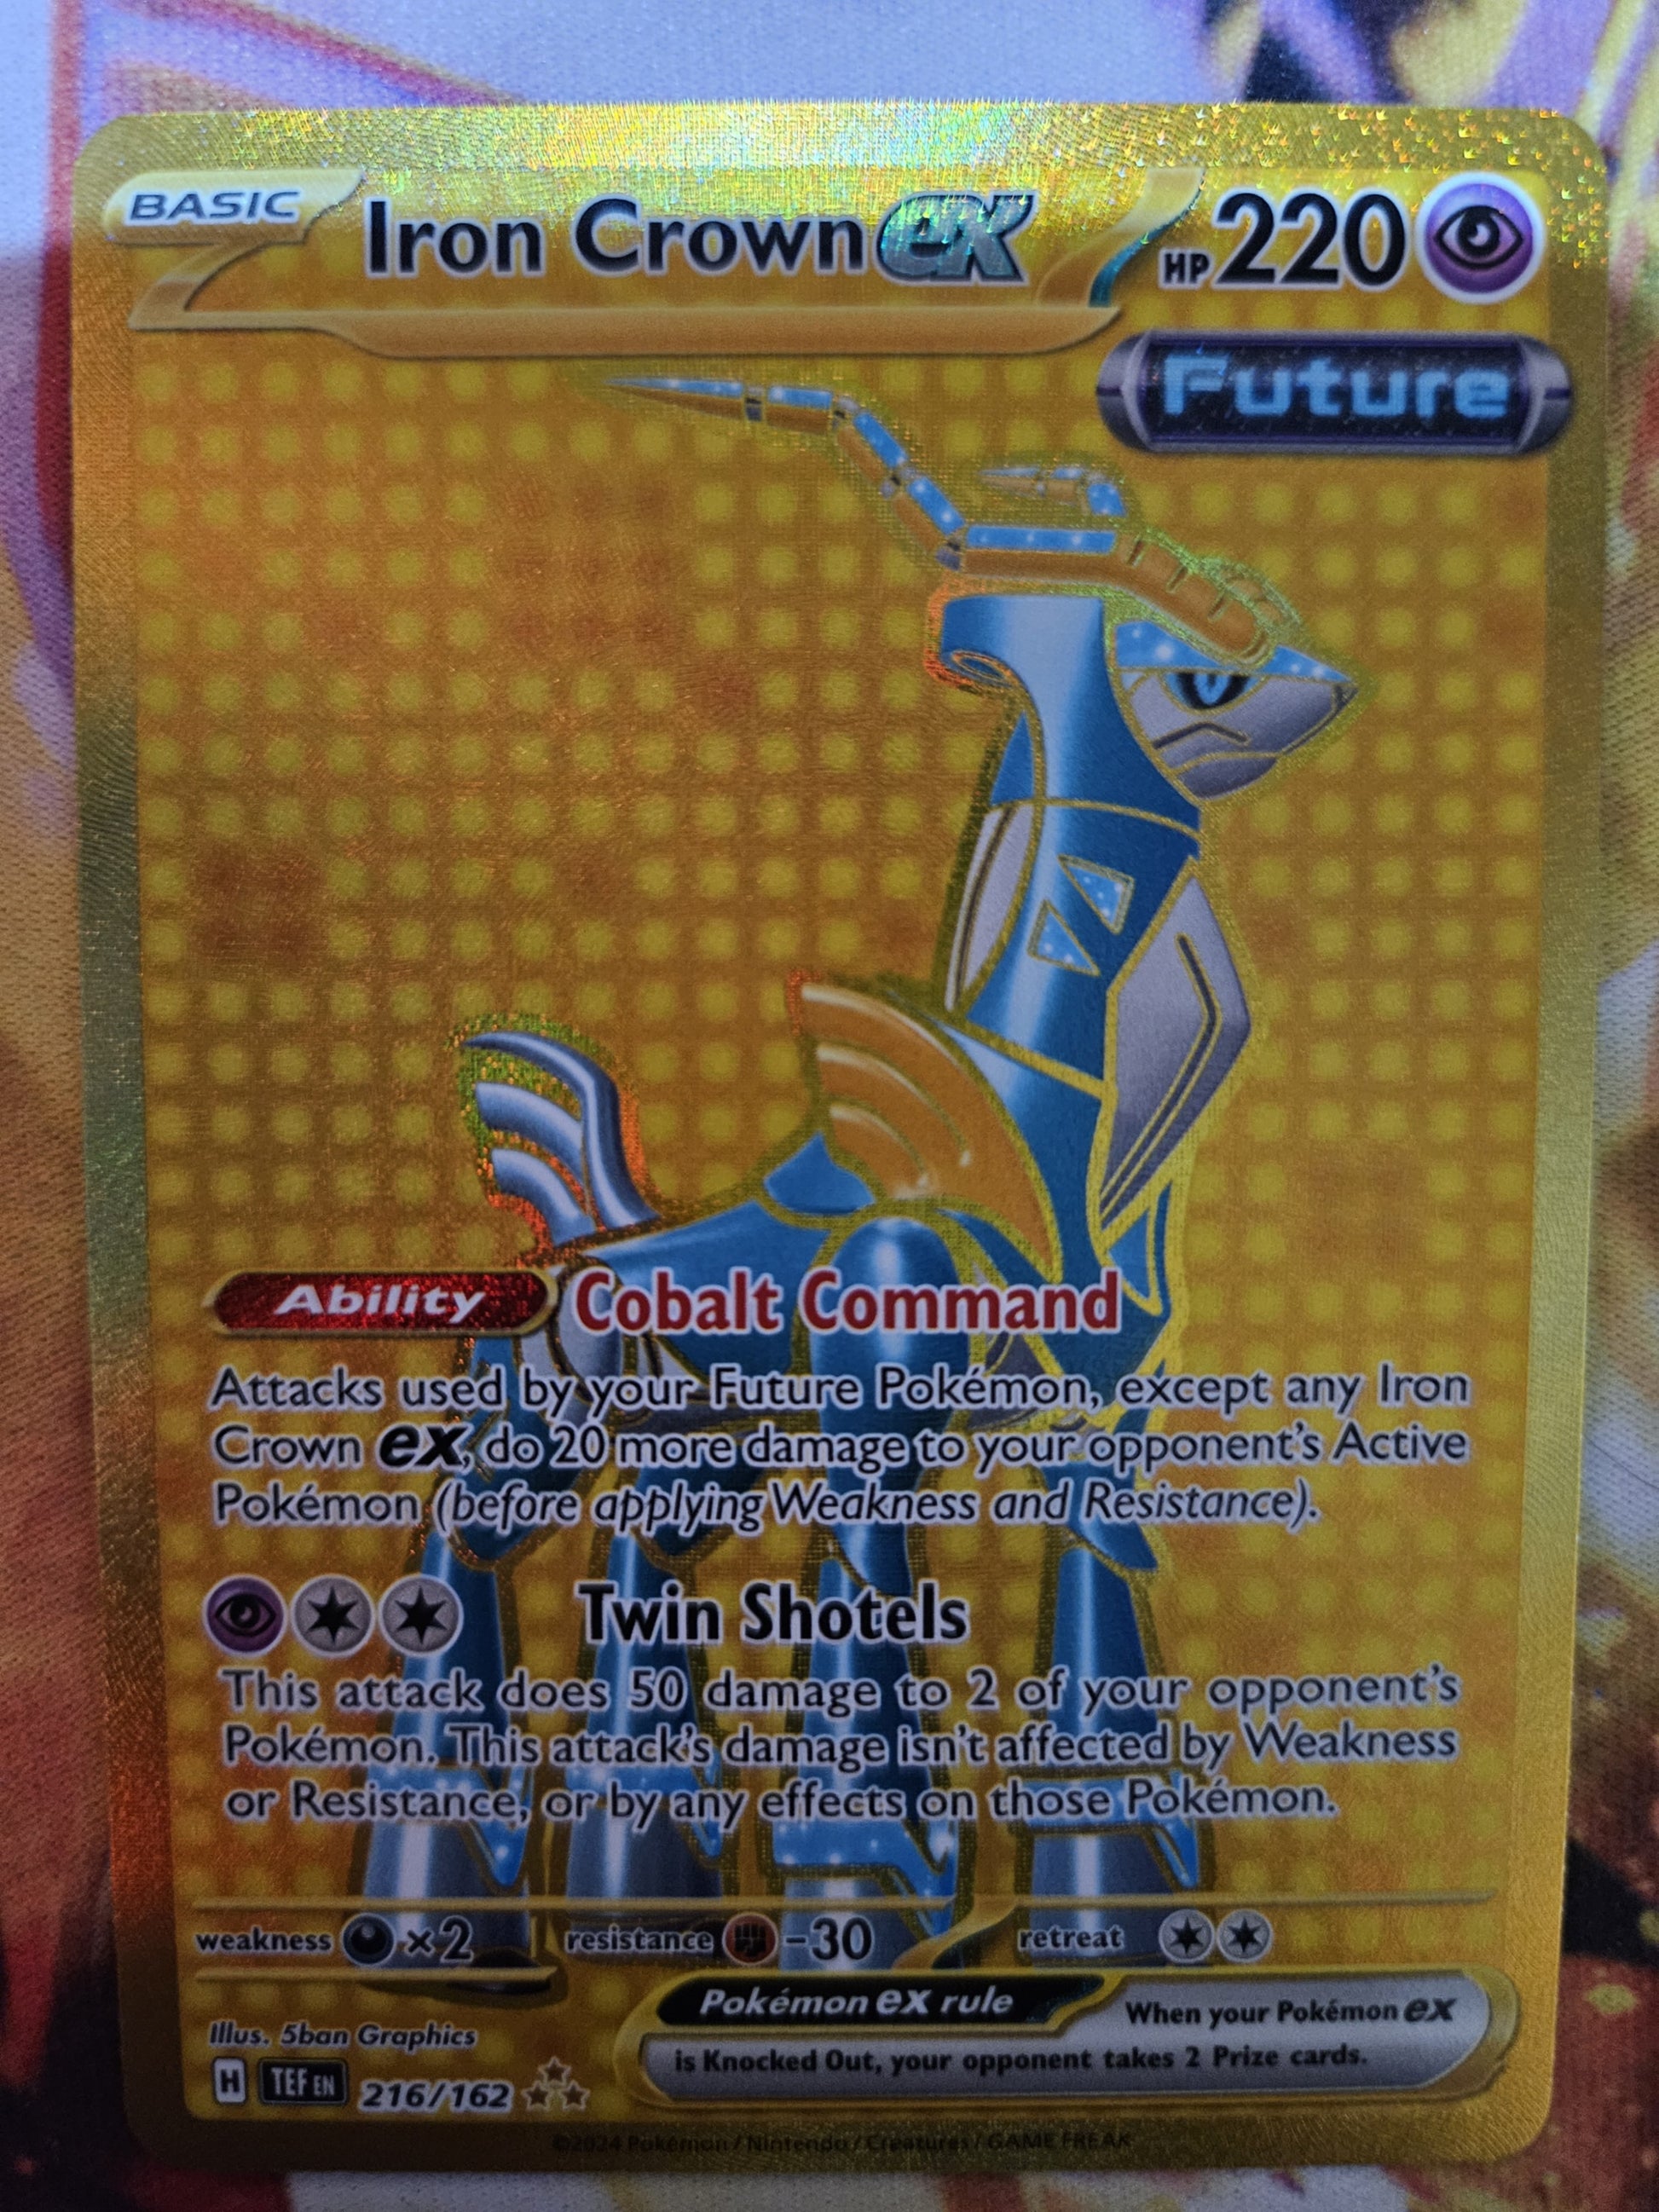 BASIC Iron Crown ex HP 220
Future
Ability Cobalt Command
Attacks used by your Future Pokémon, except any Iron
Crown ex, do 20 more damage to your opponent's Active
Pokémon (before applying Weakness and Resistance).
Twin Shotels
This attack does 50 damage to 2 of your opponent's
Pokémon. This attack's damage isn't affected by Weakness
or Resistance, or by any effects on those Pokémon.
weakness ×2 resistance -30 retreat
Pokémon ex rule When your Pokémon ex
is Knocked Out, your opponent takes 2 Prize cards.
Illus. 5ban Graphics
H TEF EN 216/162
©2024 Pokémon / Nintendo / Creatures / GAME FREAK